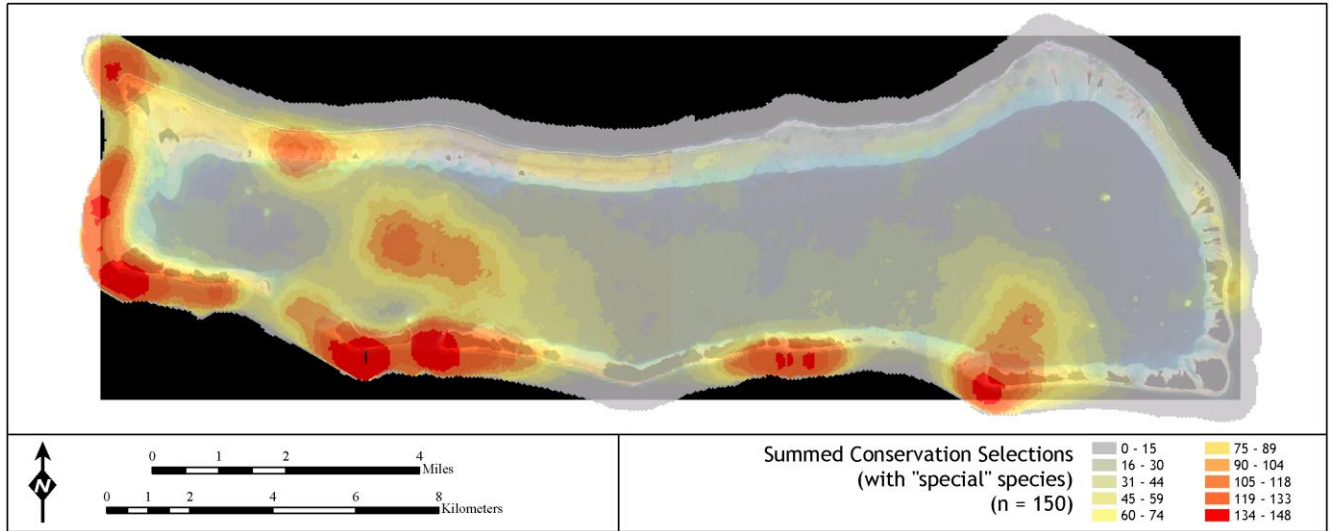 N
0 2 4
Miles
0 1 2 4 6 8
Kilometers
Summed Conservation Selections
(with "special" species)
(n = 150)
0 - 15
16 - 30
31 - 44
45 - 59
60 - 74
75 - 89
90 - 104
105 - 118
119 - 133
134 - 148